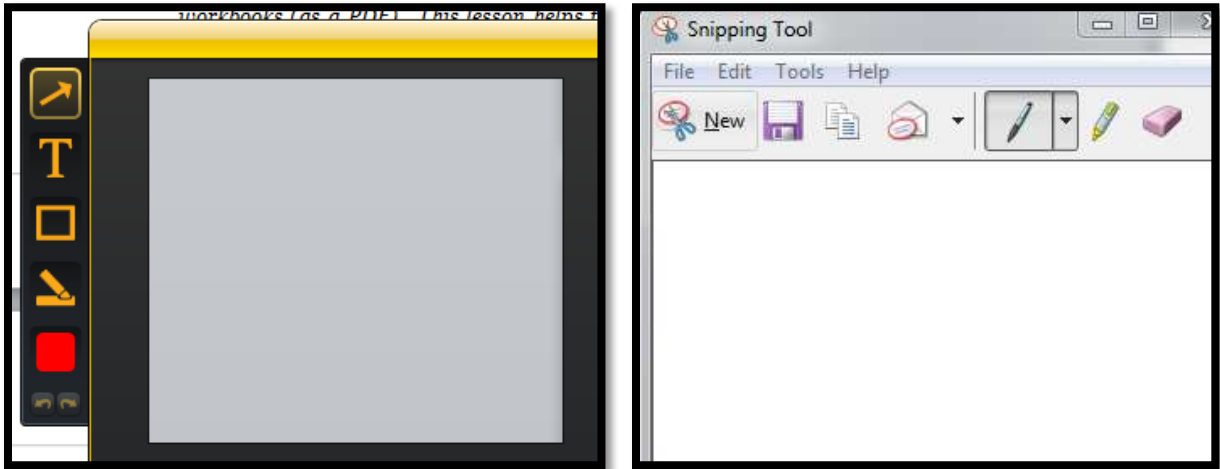 workbooks (as a PDF). This lesson helps
T
Snipping Tool
File Edit Tools Help
New